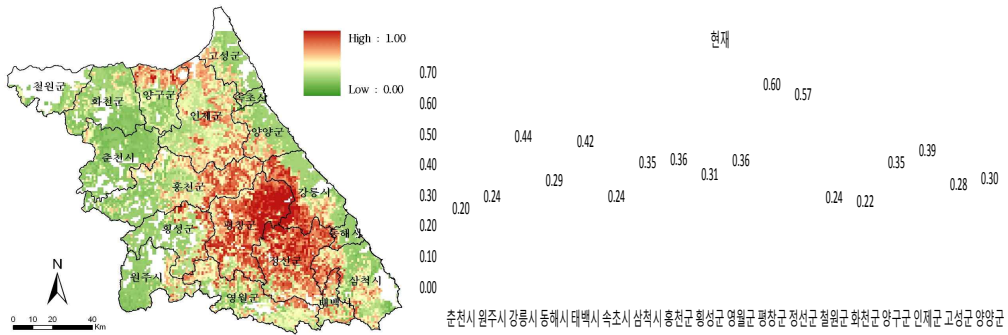 High : 1.00
Low : 0.00
고성군
철원군
화천군
양구군
속초시
인제군
양양군
춘천시
홍천군
강릉시
횡성군
평창군
동해시
원주시
정선군
삼척시
영월군
태백시
N
0 10 20 40
Km
현재
0.70
0.60
0.50
0.40
0.30
0.20
0.10
0.00
0.20
0.24
0.44
0.29
0.42
0.24
0.35
0.36
0.31
0.36
0.60
0.57
0.24
0.22
0.35
0.39
0.28
0.30
춘천시 원주시 강릉시 동해시 태백시 속초시 삼척시 홍천군 횡성군 영월군 평창군 정선군 철원군 화천군 양구군 인제군 고성군 양양군